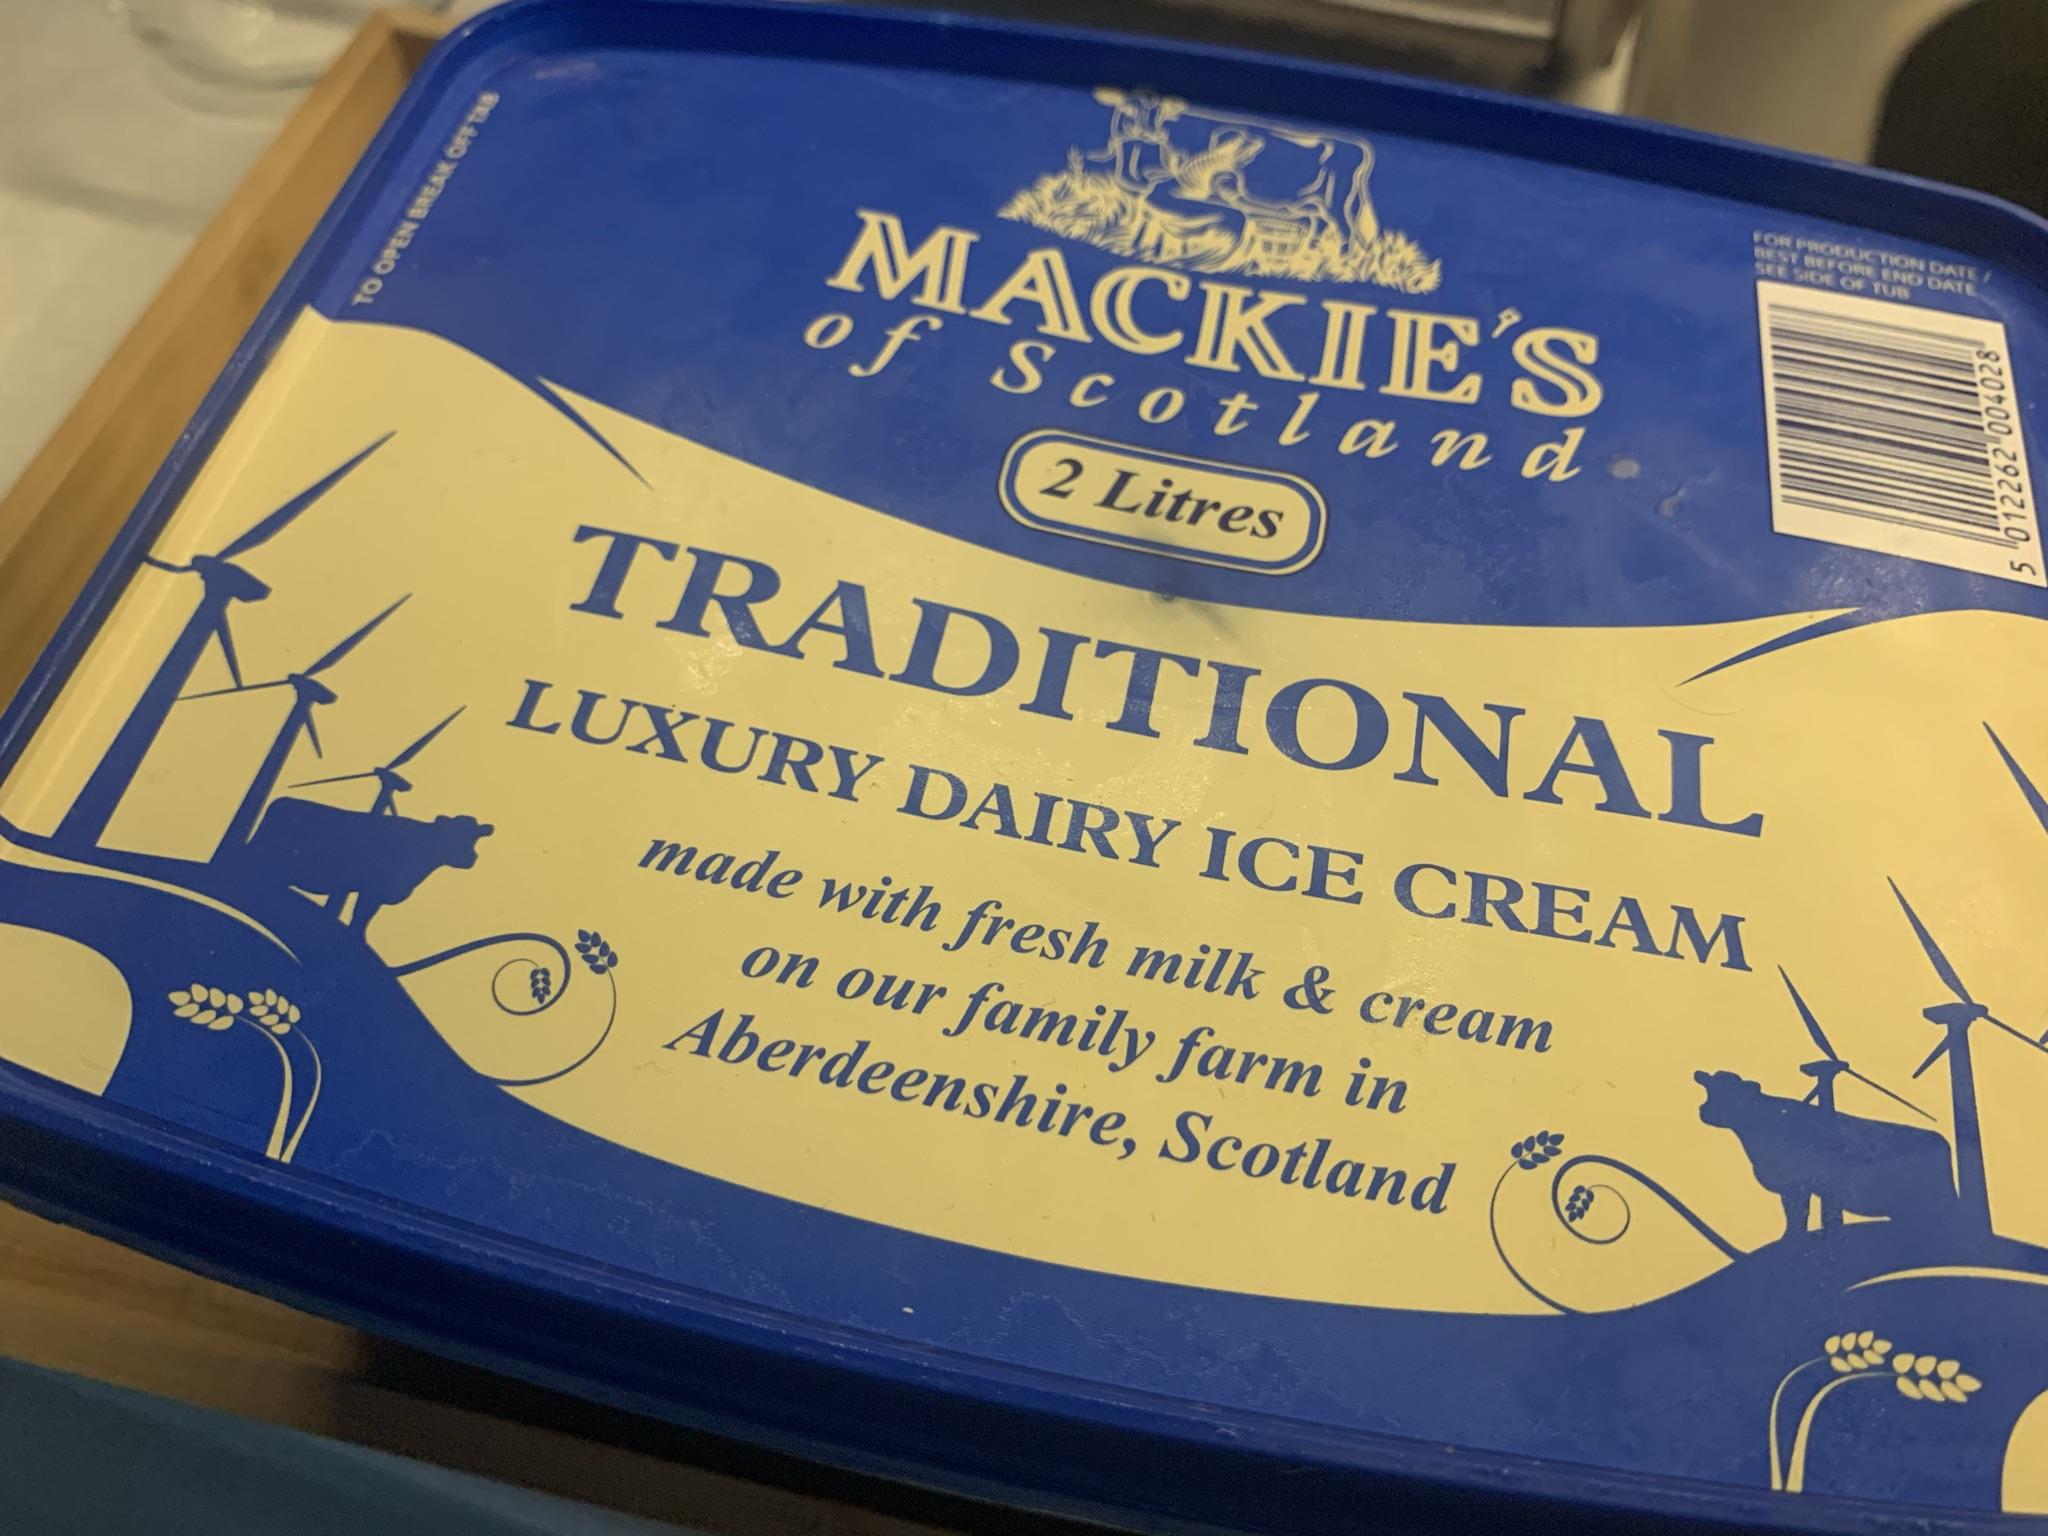 TO OPEN BREAK OFF TAB
MACKIE'S
of Scotland
2 Litres
FOR PRODUCTION DATE /
BEST BEFORE END DATE
SEE SIDE OF TUB
5 012262 004028
TRADITIONAL
LUXURY DAIRY ICE CREAM
made with fresh milk & cream
on our family farm in
Aberdeenshire, Scotland